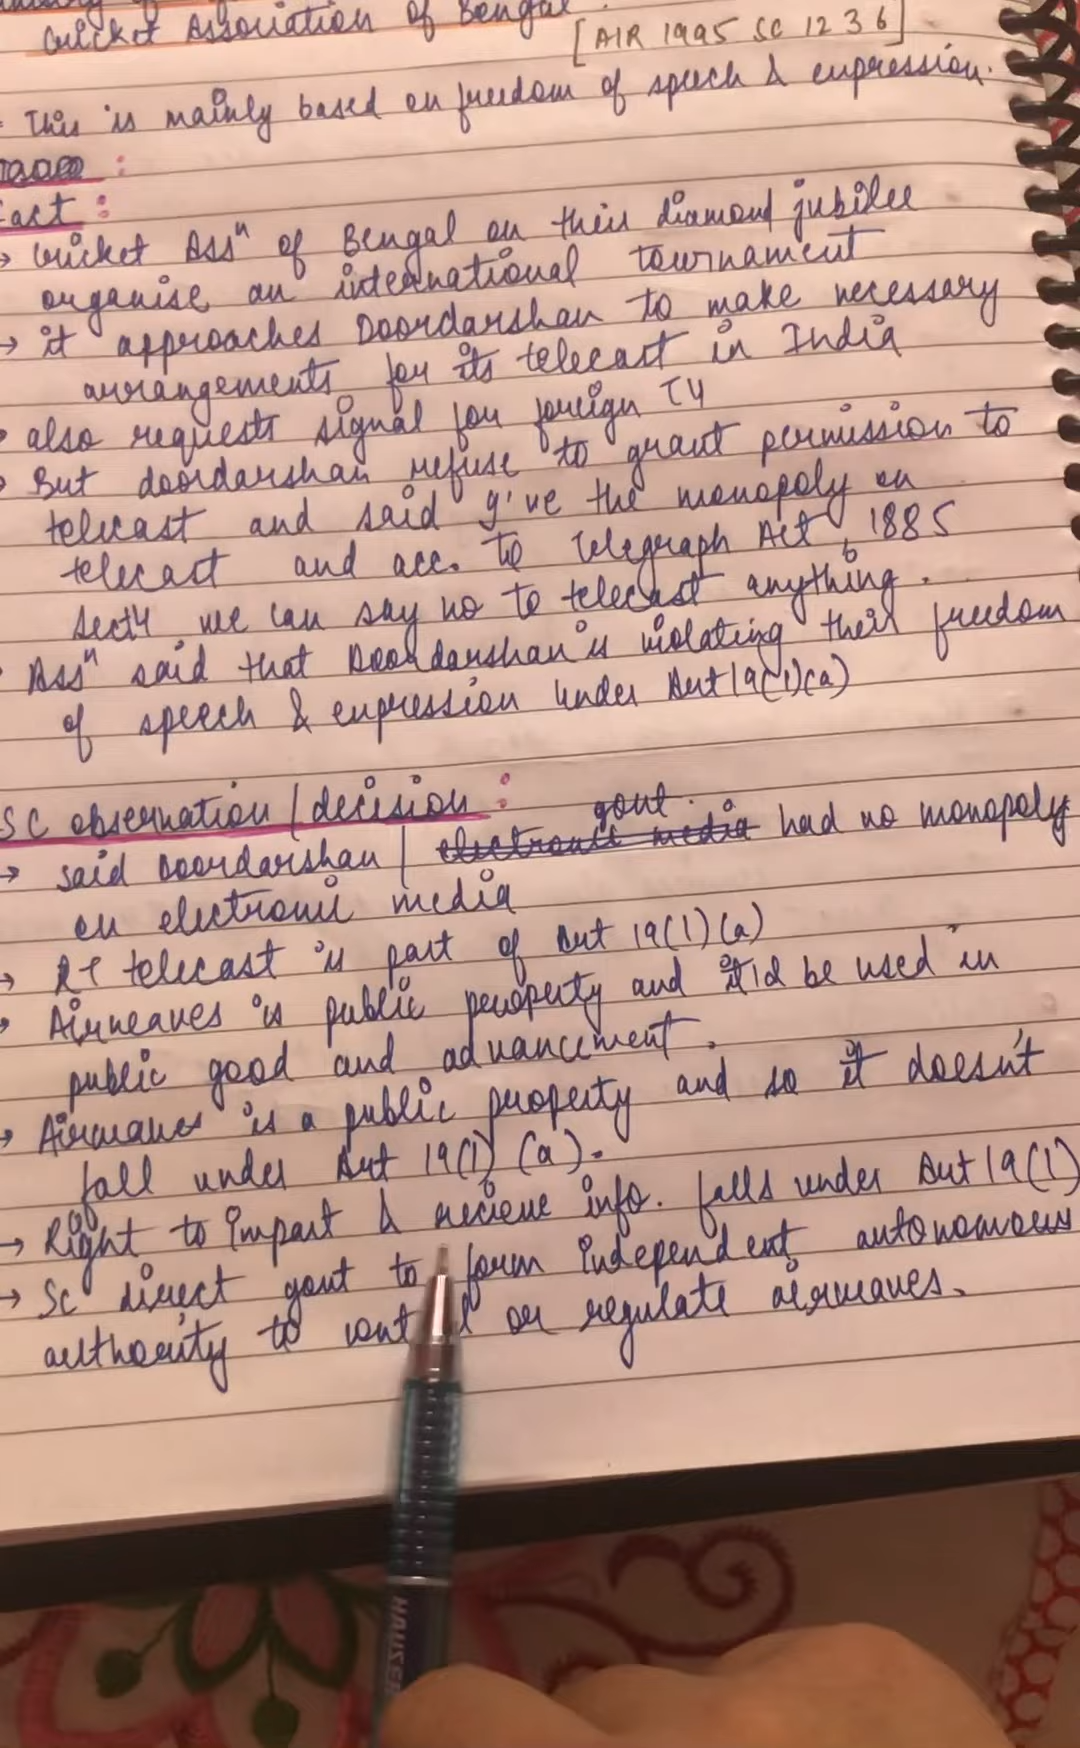 Cricket Association of Bengal.
[AIR 1995 SC 1236]
This is mainly based on freedom of speech & expression.
Fact :
→ Cricket Assⁿ of Bengal on their diamond jubilee
organise an international tournament
→ it approaches Doordarshan to make necessary
arrangements for its telecast in India
also requests signal for foreign TV
But doordarshan refuse to grant permission to
telecast and said g've the monopoly on
telecast and acc. to Telegraph Act, 1885
sect4 we can say no to telecast anything.
Assⁿ said that Doordarshan is violating their freedom
of speech & expression under Art 19(1)(a)
SC observation / decision :
→ said Doordarshan / govt. had no monopoly
on electronic media
→ Rt telecast is part of Art 19(1)(a)
→ Airwaves is public property and it'd be used in
public good and advancement.
→ Airwaves is a public property and so it doesn't
fall under Art 19(1) (a).
→ Right to impart & recieve info. falls under Art 19(1)
→ SC direct govt to form independent autonomous
authority to or regulate airwaves.